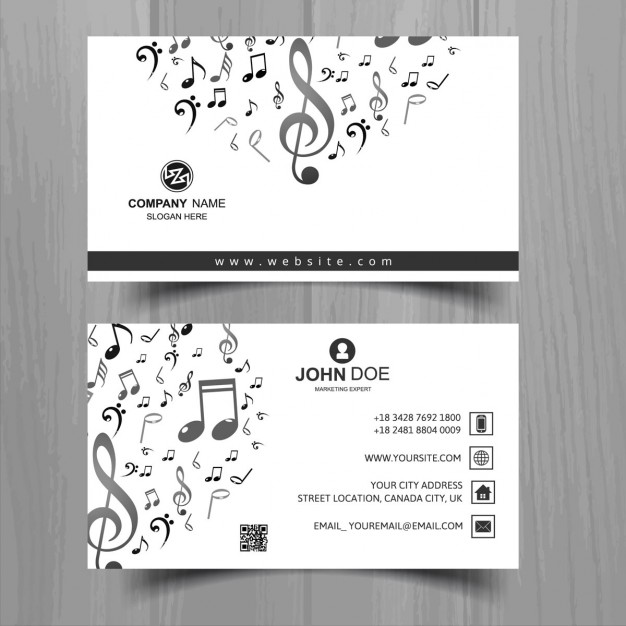 COMPANY NAME
SLOGAN HERE
www.website.com
JOHN DOE
MARKETING EXPERT
+18 3428 7692 1800
+18 2481 8804 0009
WWW.YOURSITE.COM
YOUR CITY ADDRESS
STREET LOCATION, CANADA CITY, UK
EMAIL_ YOUREMAIL@EMAIL.COM